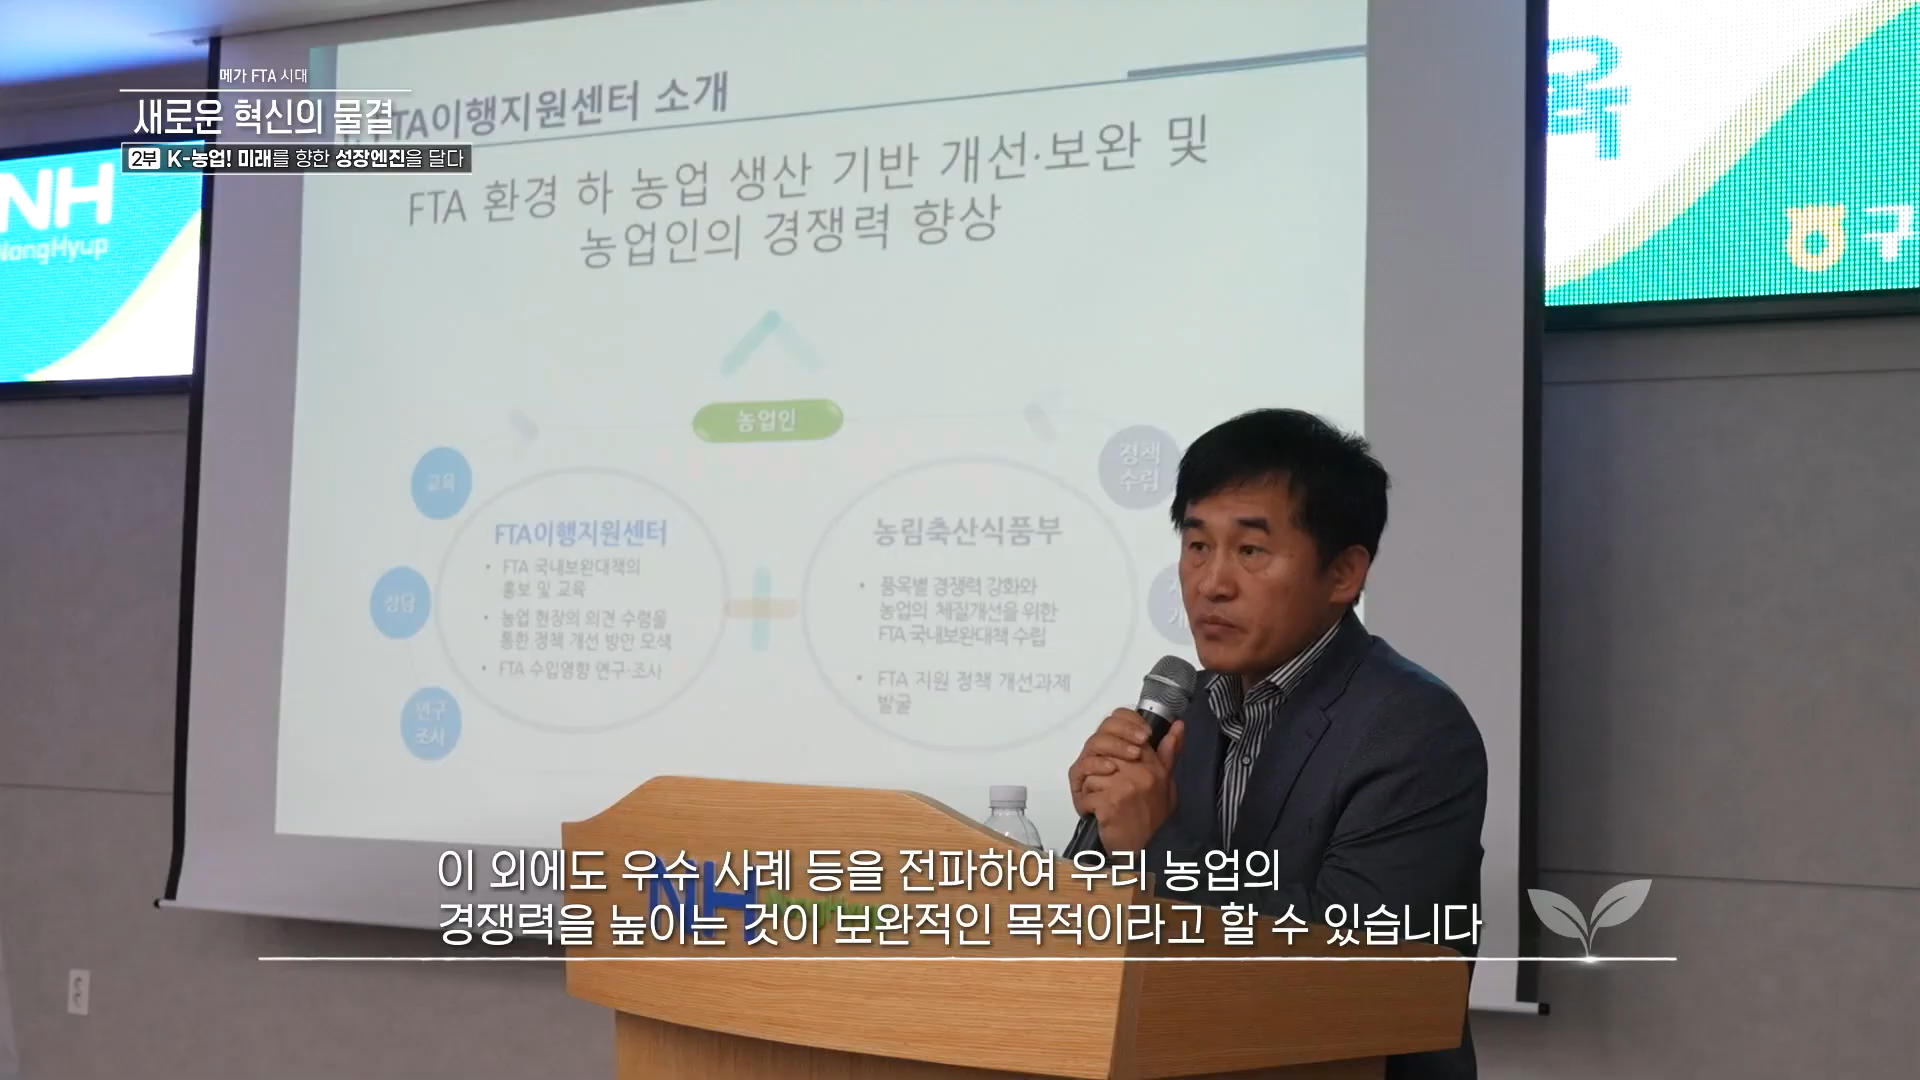 메가 FTA 시대
새로운 혁신의 물결
2부 K-농업! 미래를 향한 성장엔진을 달다
NH
NongHyup
육
구
FTA이행지원센터 소개
FTA 환경 하 농업 생산 기반 개선·보완 및
농업인의 경쟁력 향상
농업인
교육
상담
연구
조사
FTA이행지원센터
• FTA 국내보완대책의
홍보 및 교육
• 농업 현장의 의견 수렴을
통한 정책 개선 방안 모색
• FTA 수입영향 연구·조사
농림축산식품부
• 품목별 경쟁력 강화와
농업의 체질개선을 위한
FTA 국내보완대책 수립
• FTA 지원 정책 개선과제
발굴
정책
수립
NH
이 외에도 우수 사례 등을 전파하여 우리 농업의
경쟁력을 높이는 것이 보완적인 목적이라고 할 수 있습니다